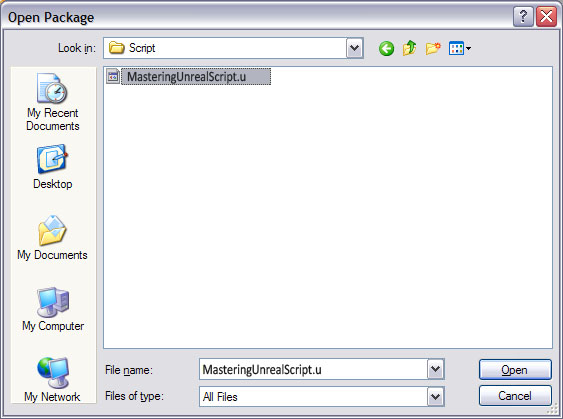 Open Package
Look in: Script
MasteringUnrealScript.u
My Recent
Documents
Desktop
My Documents
My Computer
My Network
File name: MasteringUnrealScript.u Open
Files of type: All Files Cancel